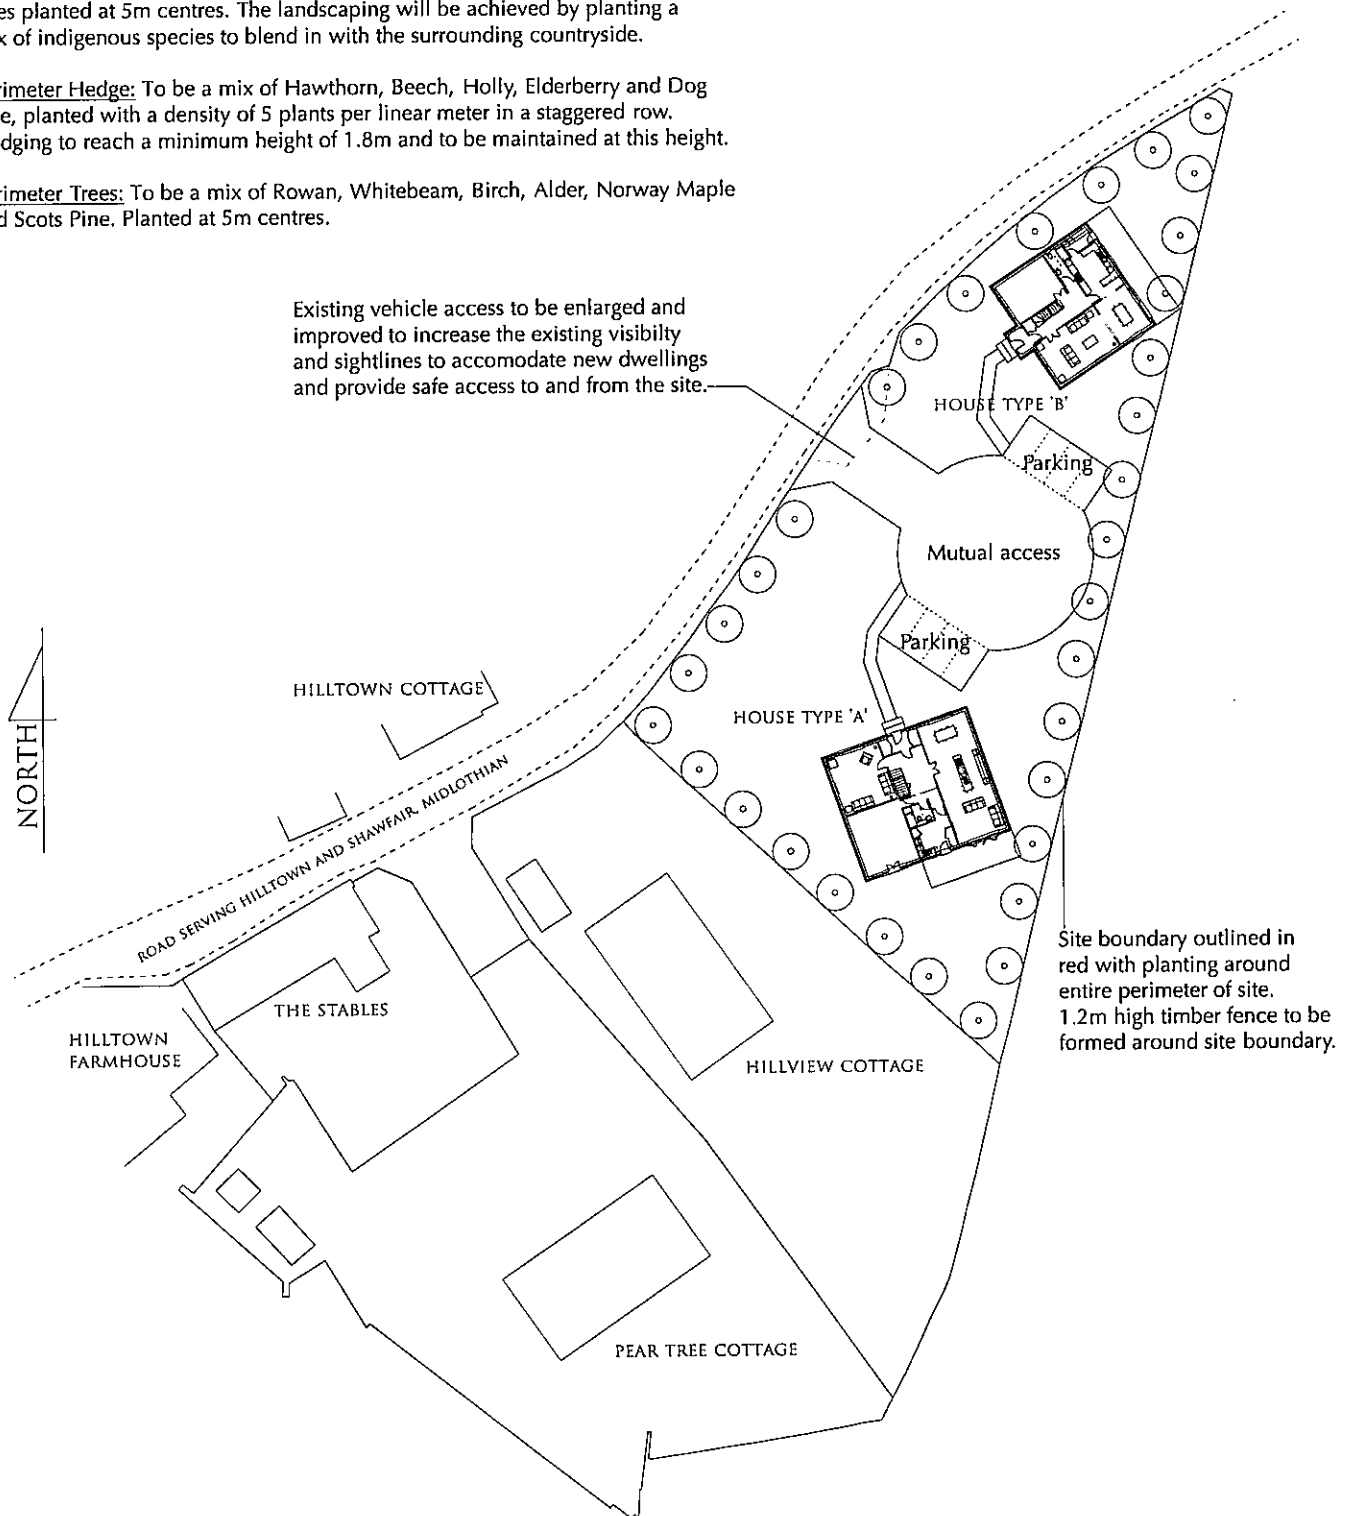 es planted at 5m centres. The landscaping will be achieved by planting a
x of indigenous species to blend in with the surrounding countryside.
rimeter Hedge: To be a mix of Hawthorn, Beech, Holly, Elderberry and Dog
e, planted with a density of 5 plants per linear meter in a staggered row.
dging to reach a minimum height of 1.8m and to be maintained at this height.
rimeter Trees: To be a mix of Rowan, Whitebeam, Birch, Alder, Norway Maple
d Scots Pine. Planted at 5m centres.
Existing vehicle access to be enlarged and
improved to increase the existing visibilty
and sightlines to accomodate new dwellings
and provide safe access to and from the site.
HOUSE TYPE 'B'
Parking
Mutual access
Parking
HILLTOWN COTTAGE
HOUSE TYPE 'A'
NORTH
ROAD SERVING HILLTOWN AND SHAWFAIR, MIDLOTHIAN
Site boundary outlined in
red with planting around
entire perimeter of site.
1.2m high timber fence to be
formed around site boundary.
THE STABLES
HILLTOWN
FARMHOUSE
HILLVIEW COTTAGE
PEAR TREE COTTAGE